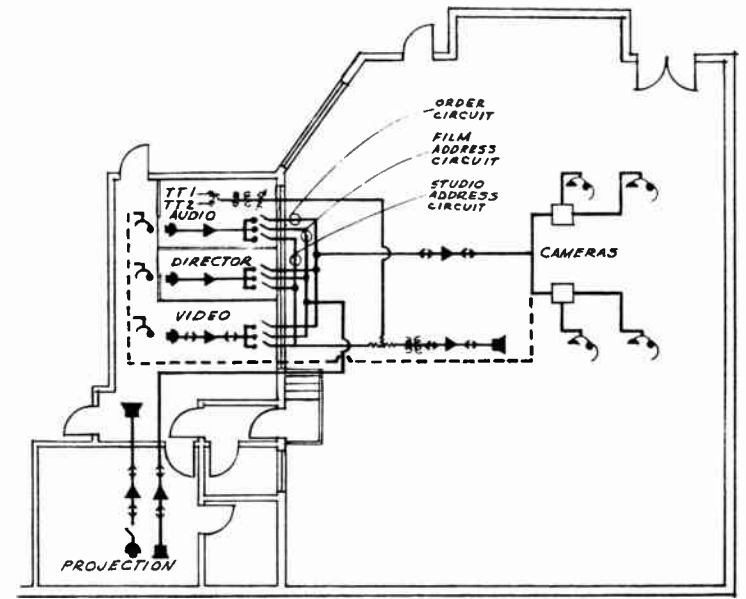 ORDER
CIRCUIT
FILM
ADDRESS
CIRCUIT
STUDIO
ADDRESS
CIRCUIT
TT1
TT2
AUDIO
DIRECTOR
VIDEO
CAMERAS
PROJECTION